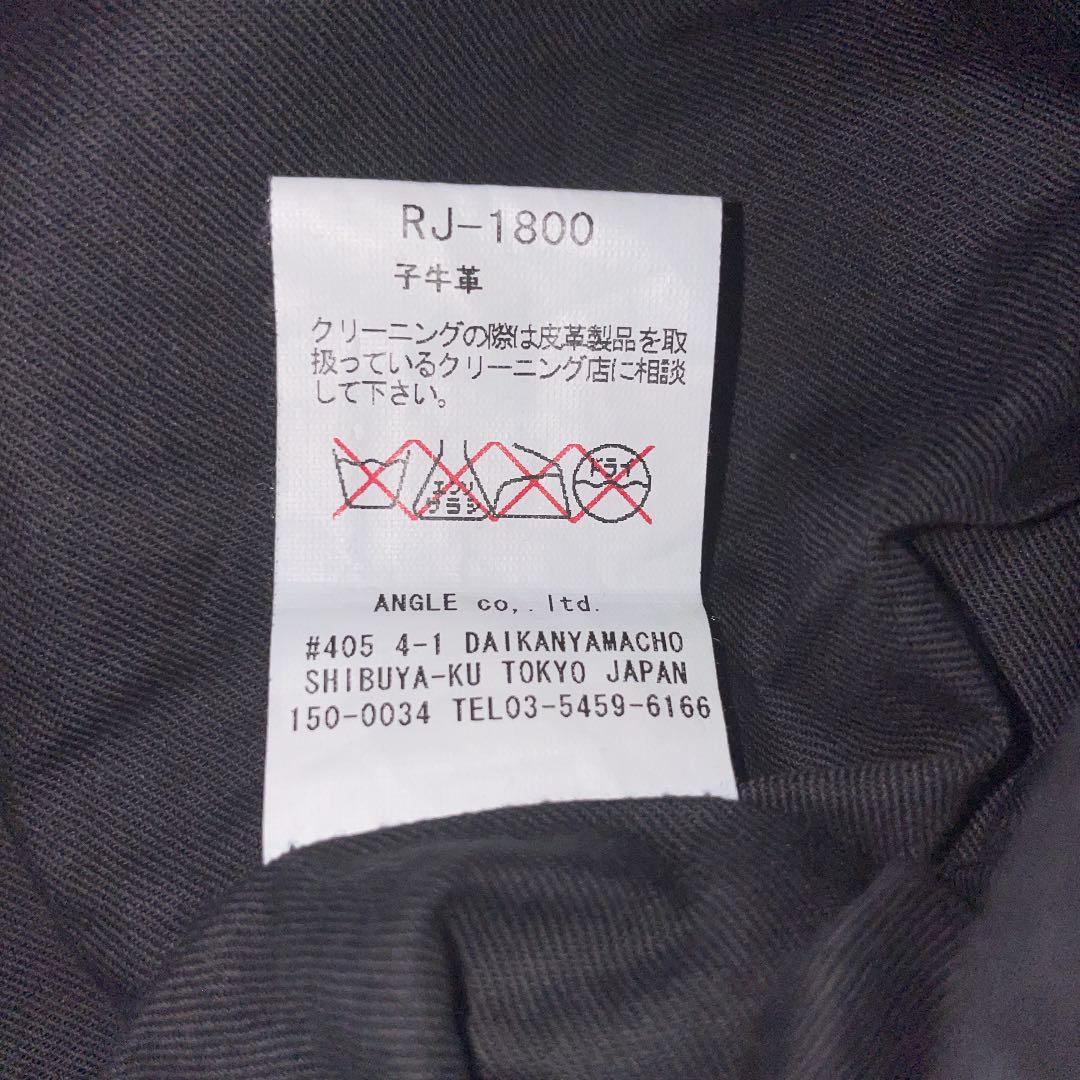 RJ-1800
子牛革
クリーニングの際は皮革製品を取
扱っているクリーニング店に相談
して下さい。
エンソ
サラシ
ドライ
ANGLE co,.ltd.
#405 4-1 DAIKANYAMACHO
SHIBUYA-KU TOKYO JAPAN
150-0034 TEL03-5459-6166